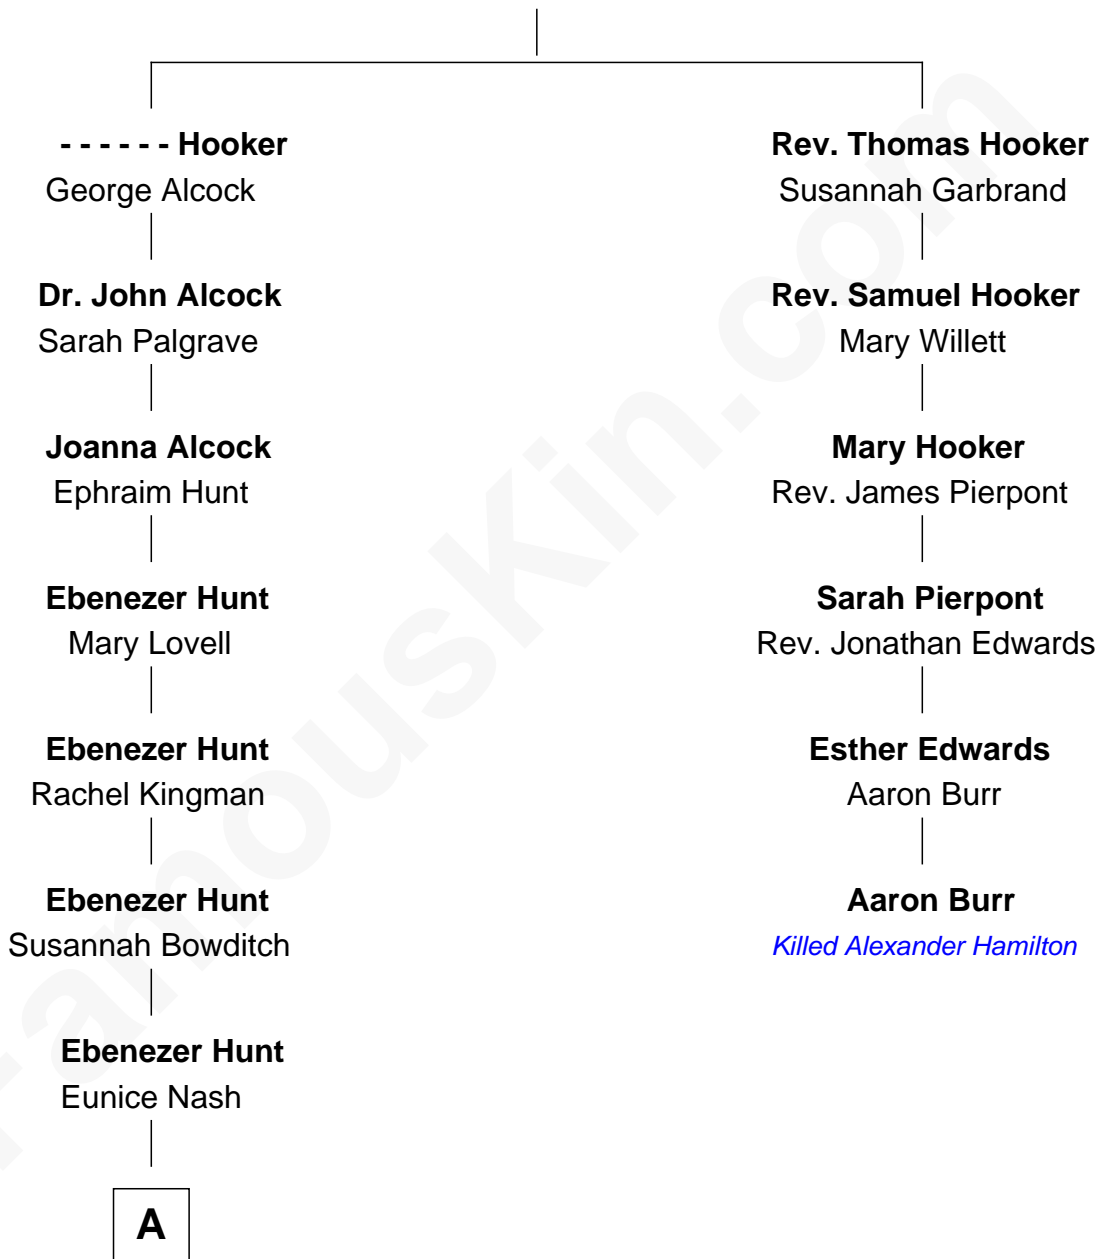 - - - - - - Hooker
George Alcock
Dr. John Alcock
Sarah Palgrave
Joanna Alcock
Ephraim Hunt
Ebenezer Hunt
Mary Lovell
Ebenezer Hunt
Rachel Kingman
Ebenezer Hunt
Susannah Bowditch
Ebenezer Hunt
Eunice Nash
A
Rev. Thomas Hooker
Susannah Garbrand
Rev. Samuel Hooker
Mary Willett
Mary Hooker
Rev. James Pierpont
Sarah Pierpont
Rev. Jonathan Edwards
Esther Edwards
Aaron Burr
Aaron Burr
Killed Alexander Hamilton
FamousKin.com